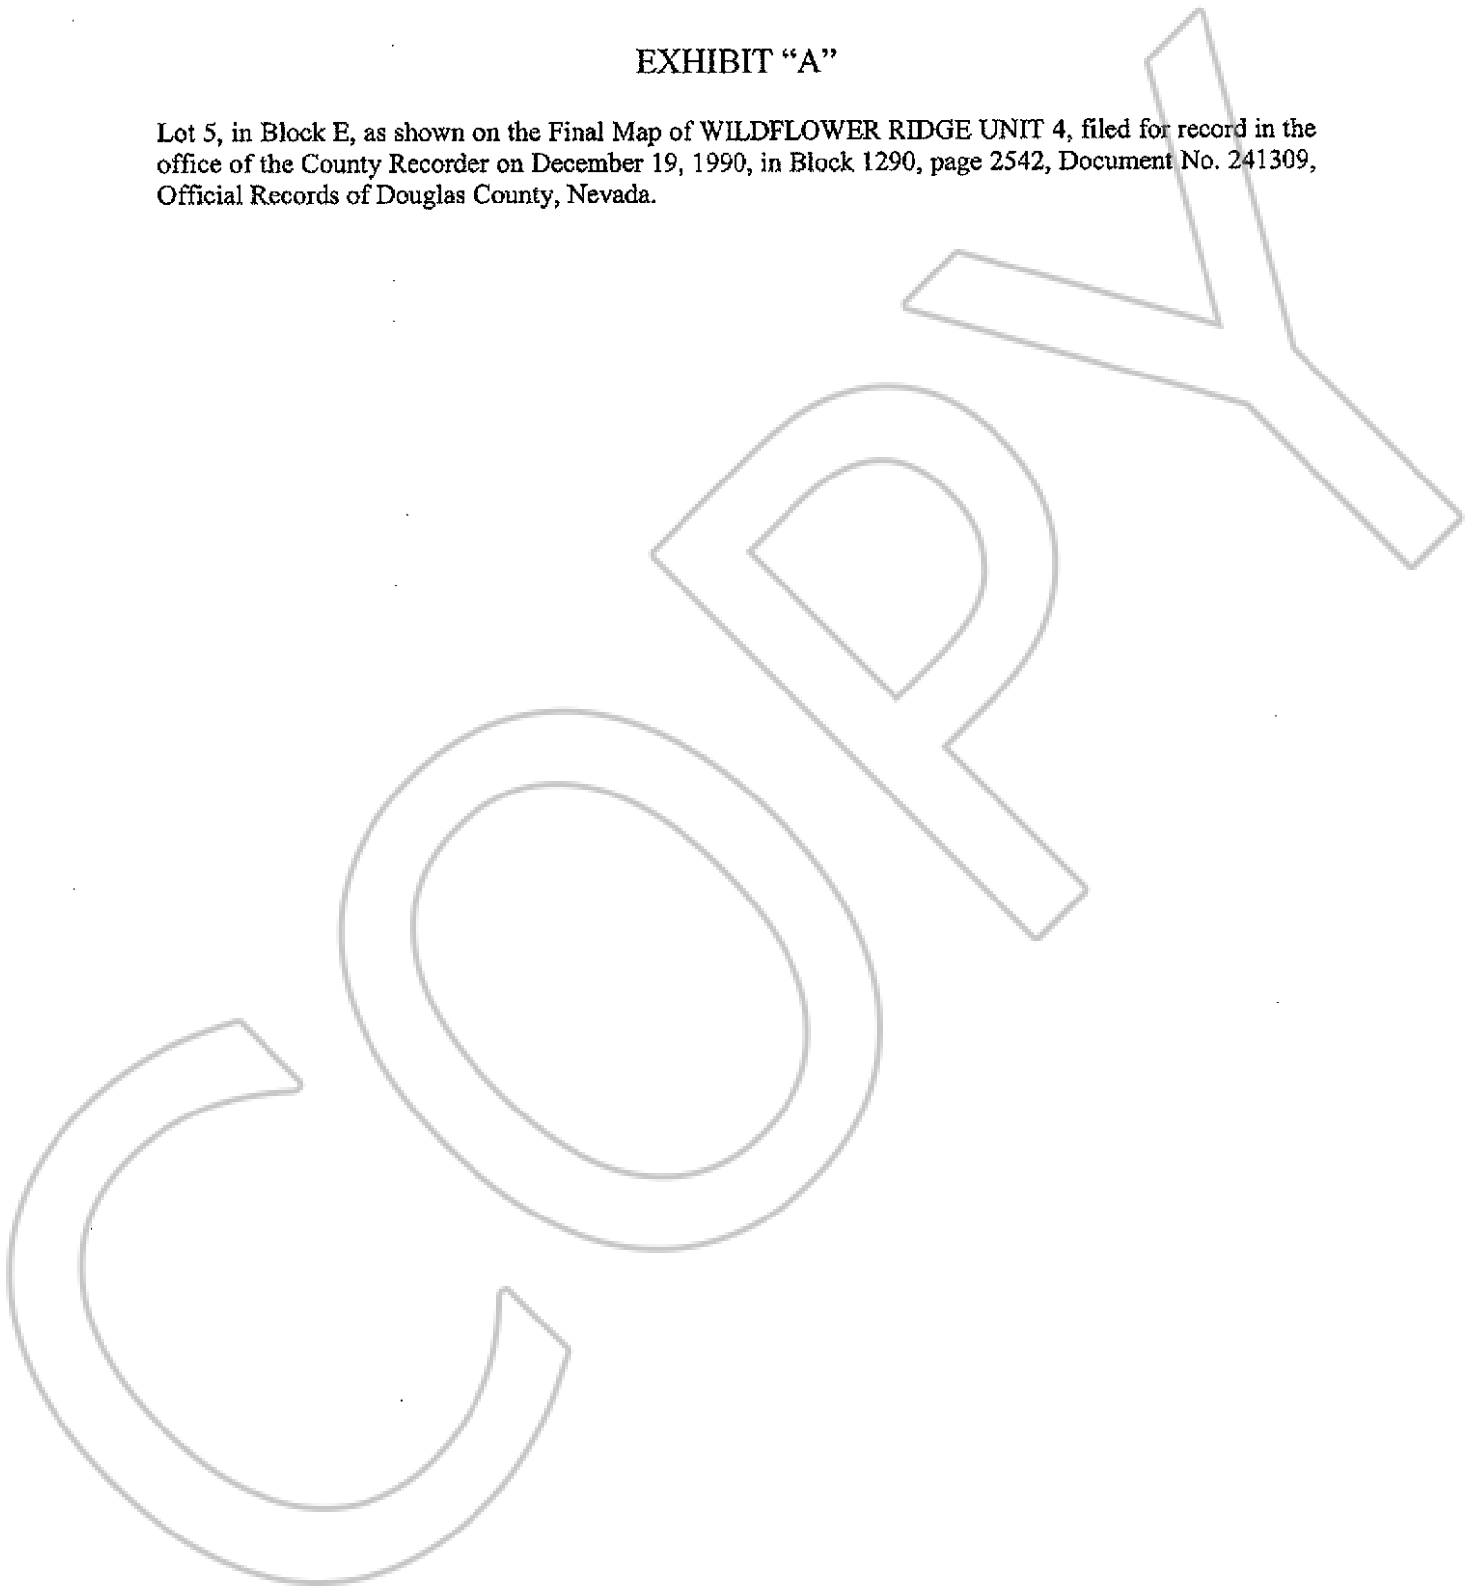 EXHIBIT “A”
Lot 5, in Block E, as shown on the Final Map of WILDFLOWER RIDGE UNIT 4, filed for record in the
office of the County Recorder on December 19, 1990, in Block 1290, page 2542, Document No. 241309,
Official Records of Douglas County, Nevada.
COPY